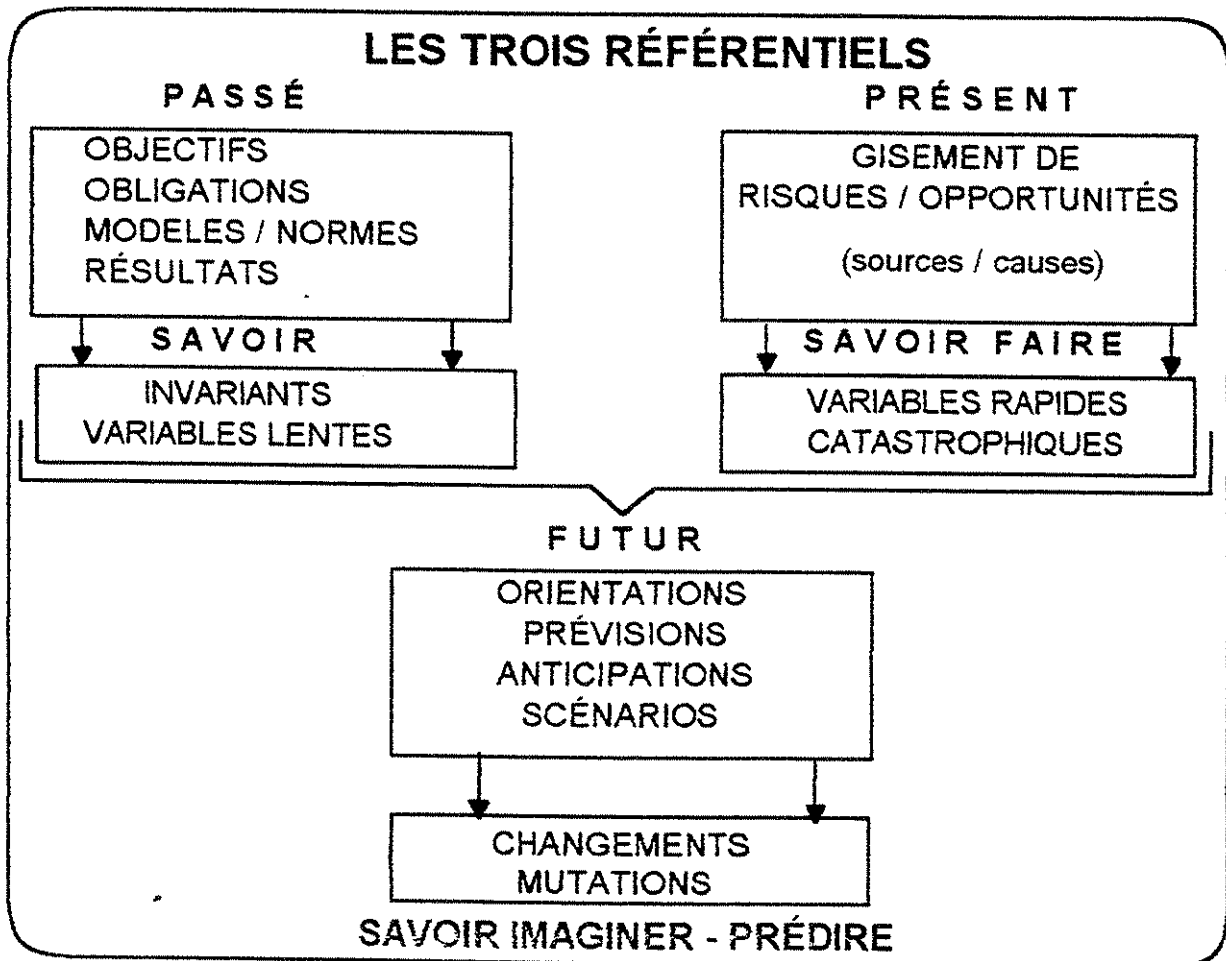 LES TROIS RÉFÉRENTIELS
PASSÉ
OBJECTIFS
OBLIGATIONS
MODELES / NORMES
RÉSULTATS
SAVOIR
INVARIANTS
VARIABLES LENTES
PRÉSENT
GISEMENT DE
RISQUES / OPPORTUNITÉS
(sources / causes)
SAVOIR FAIRE
VARIABLES RAPIDES
CATASTROPHIQUES
FUTUR
ORIENTATIONS
PRÉVISIONS
ANTICIPATIONS
SCÉNARIOS
CHANGEMENTS
MUTATIONS
SAVOIR IMAGINER - PRÉDIRE